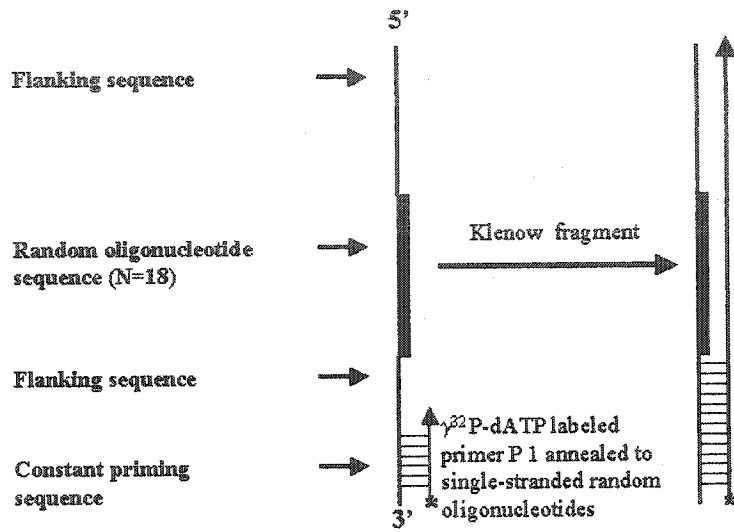 5'
Flanking sequence
Random oligonucleotide
sequence (N=18)
Klenow fragment
Flanking sequence
γ³²P-dATP labeled
primer P 1 annealed to
single-stranded random
oligonucleotides
Constant priming
sequence
3'
*
*